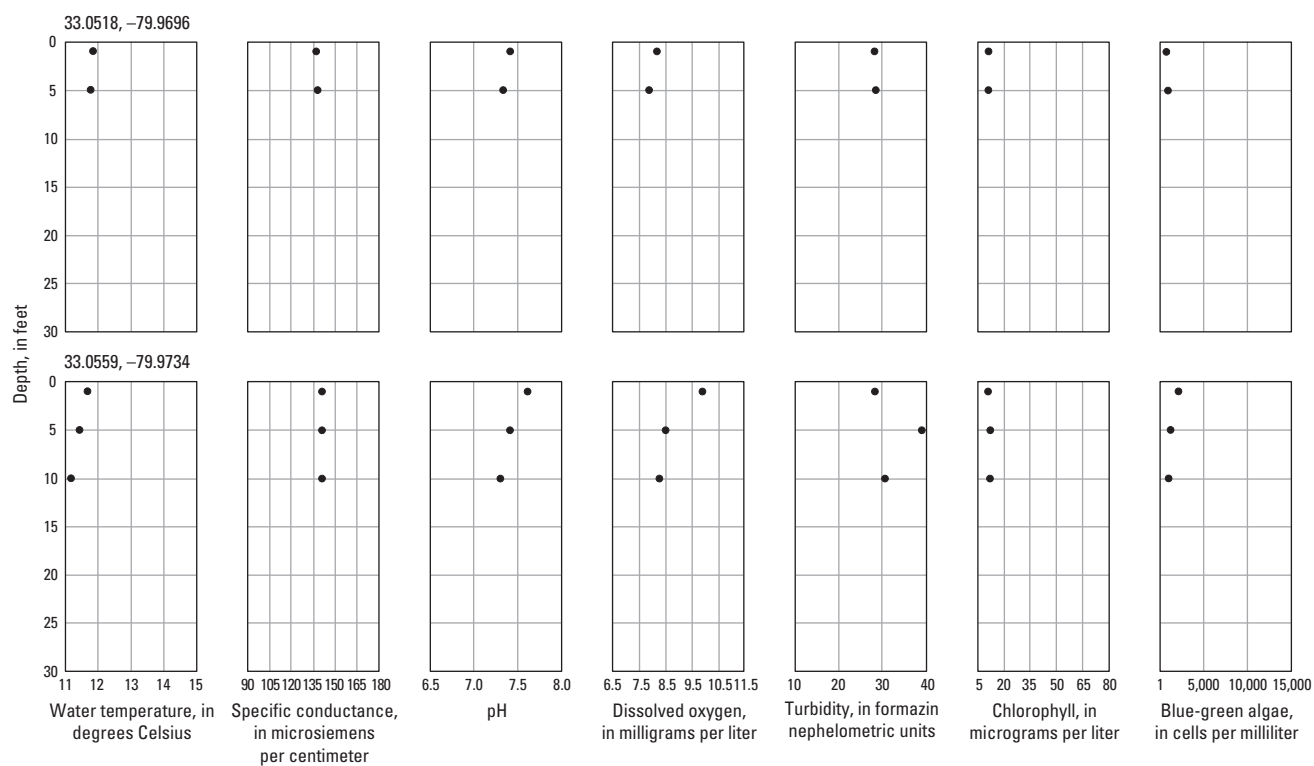 33.0518, –79.9696
0
5
10
15
20
25
30
33.0559, –79.9734
0
5
10
15
20
25
30
Depth, in feet
11 12 13 14 15
90 105 120 135 150 165 180
6.5 7.0 7.5 8.0
6.5 7.5 8.5 9.5 10.5 11.5
10 20 30 40
5 20 35 50 65 80
1 5,000 10,000 15,000
Water temperature, in
degrees Celsius
Specific conductance,
in microsiemens
per centimeter
pH
Dissolved oxygen,
in milligrams per liter
Turbidity, in formazin
nephelometric units
Chlorophyll, in
micrograms per liter
Blue-green algae,
in cells per milliliter